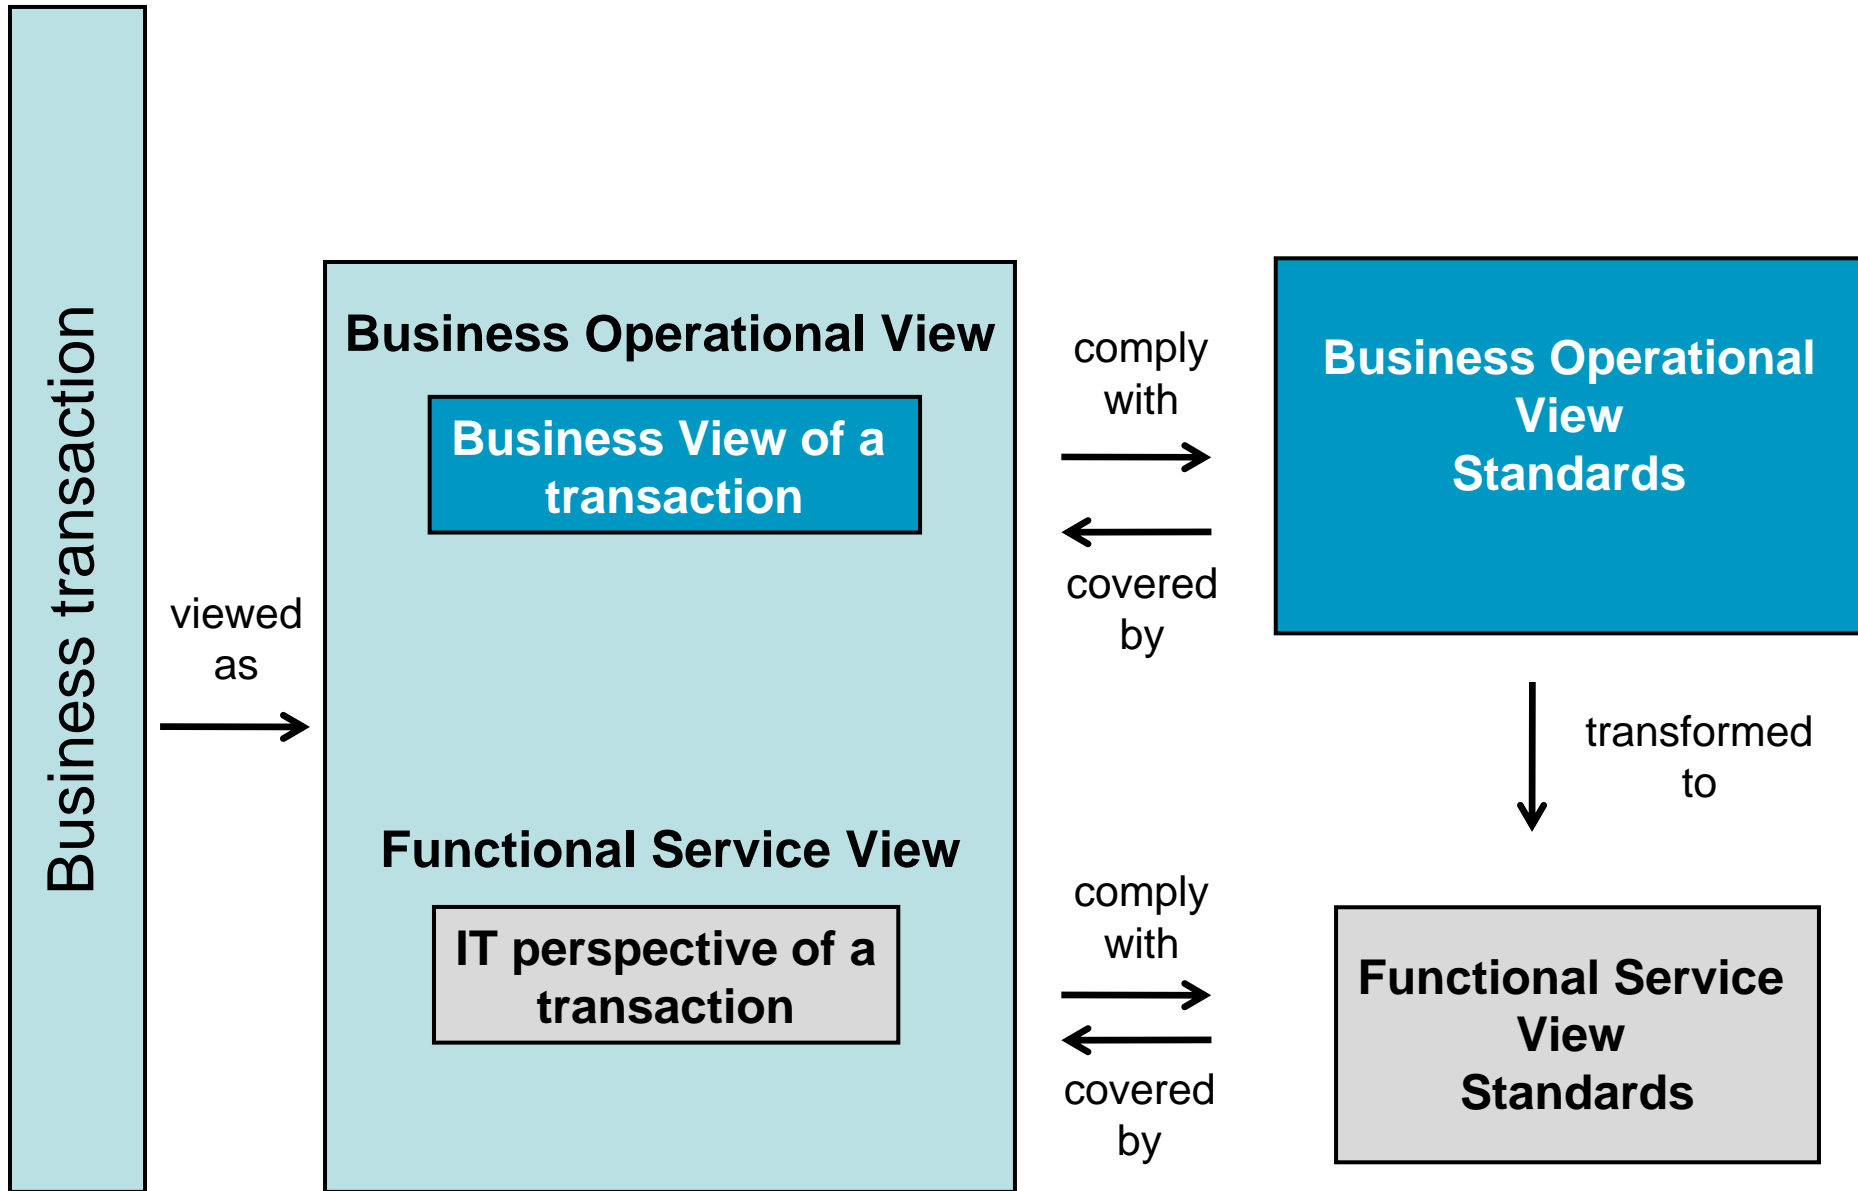 Business transaction
viewed
as
Business Operational View
Business View of a
transaction
Functional Service View
IT perspective of a
transaction
comply
with
covered
by
comply
with
covered
by
Business Operational
View
Standards
transformed
to
Functional Service
View
Standards